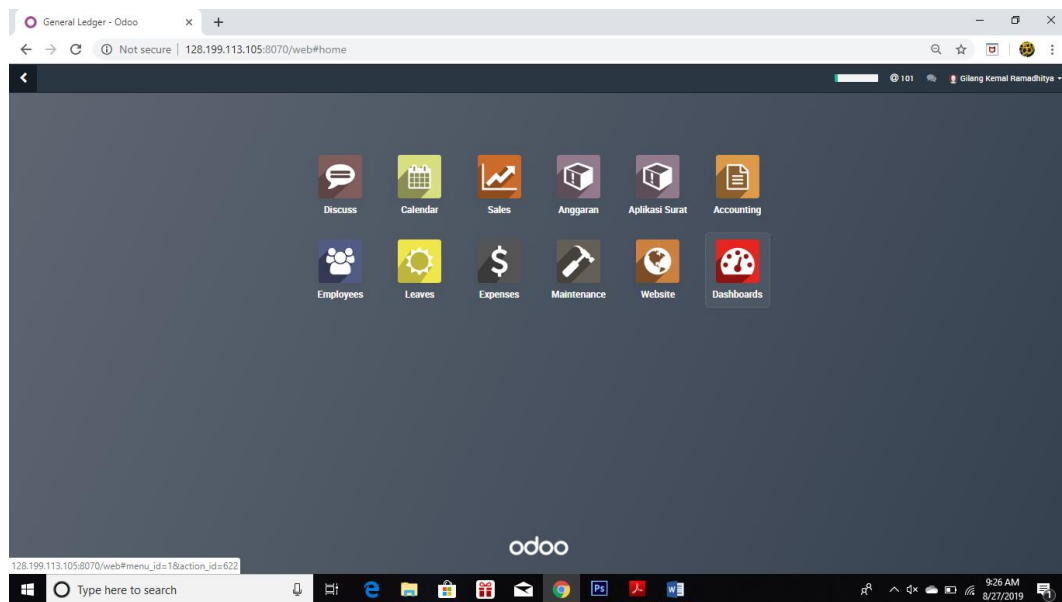 General Ledger - Odoo
Not secure | 128.199.113.105:8070/web#home
101 Gilang Kemal Ramadhitya
Discuss Calendar Sales Anggaran Aplikasi Surat Accounting
Employees Leaves Expenses Maintenance Website Dashboards
odoo
128.199.113.105:8070/web#menu_id=1&action_id=622
Type here to search
Ps
9:26 AM
8/27/2019